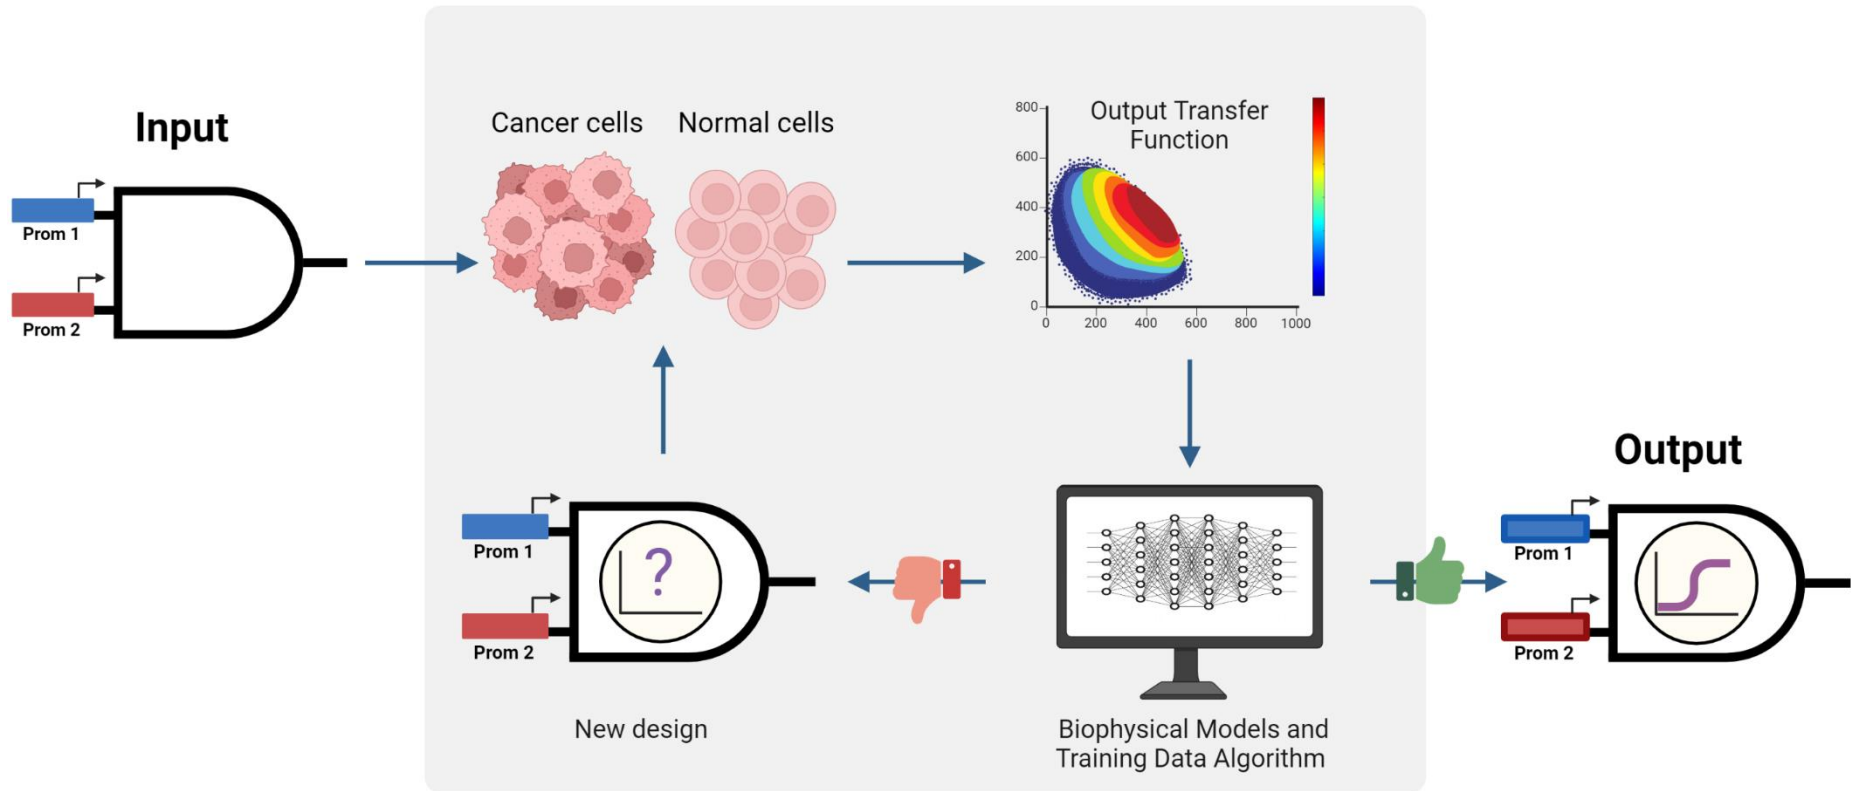 Input
Prom 1
Prom 2
Cancer cells
Normal cells
Output Transfer
Function
800
600
400
200
0
0 200 400 600 800 1000
Prom 1
?
Prom 2
New design
Biophysical Models and
Training Data Algorithm
Output
Prom 1
Prom 2